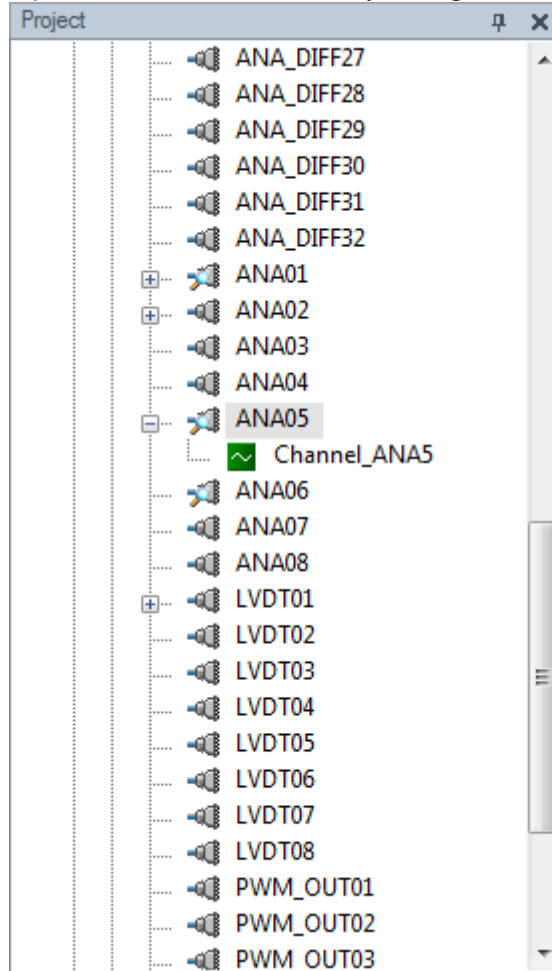 Project
ANA_DIFF27
ANA_DIFF28
ANA_DIFF29
ANA_DIFF30
ANA_DIFF31
ANA_DIFF32
ANA01
ANA02
ANA03
ANA04
ANA05
Channel_ANA5
ANA06
ANA07
ANA08
LVDT01
LVDT02
LVDT03
LVDT04
LVDT05
LVDT06
LVDT07
LVDT08
PWM_OUT01
PWM_OUT02
PWM_OUT03